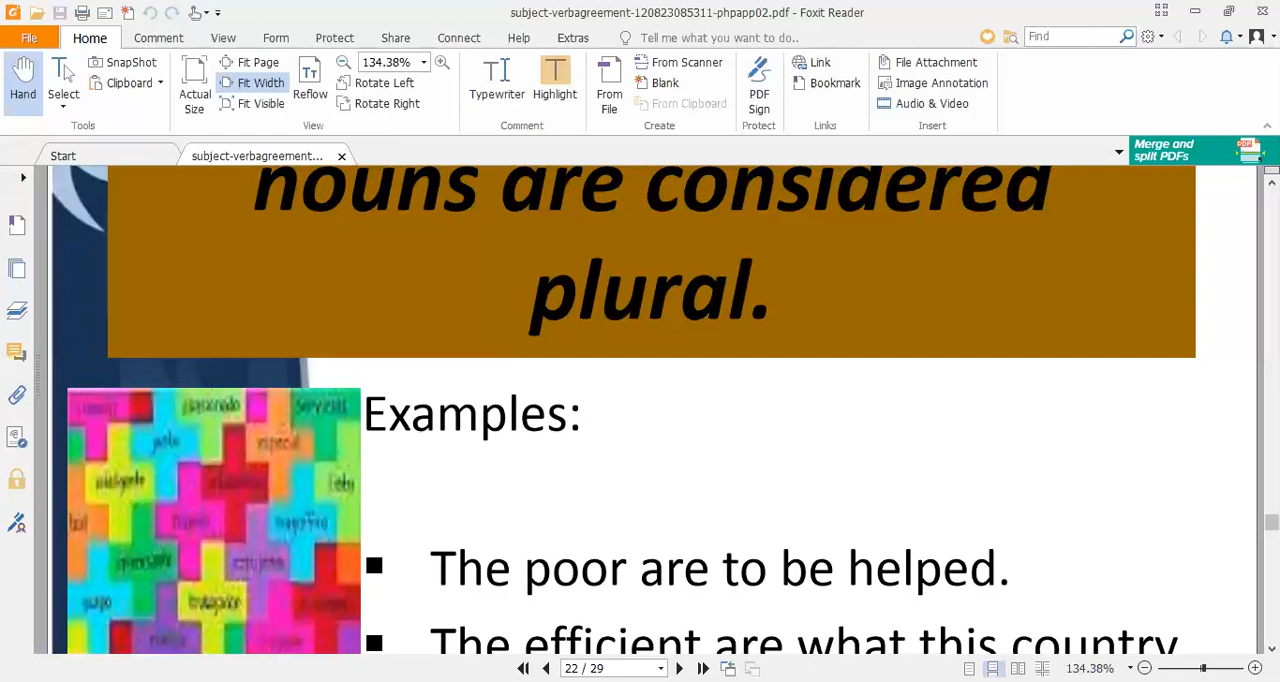 subject-verbagreement-120823085311-phpapp02.pdf - Foxit Reader
File Home Comment View Form Protect Share Connect Help Extras Tell me what you want to do.. Find
Hand
Select
SnapShot
Clipboard
Tools
Actual Size
Fit Page
Fit Width
Fit Visible
Reflow
134.38%
Rotate Left
Rotate Right
View
Typewriter
Highlight
Comment
From File
From Scanner
Blank
From Clipboard
Create
PDF Sign
Protect
Link
Bookmark
Links
File Attachment
Image Annotation
Audio & Video
Insert
Start subject-verbagreement...
Merge and
split PDFs
PDF
nouns are considered
plural.
Examples:
The poor are to be helped.
The efficient are what this country
22 / 29
134.38%